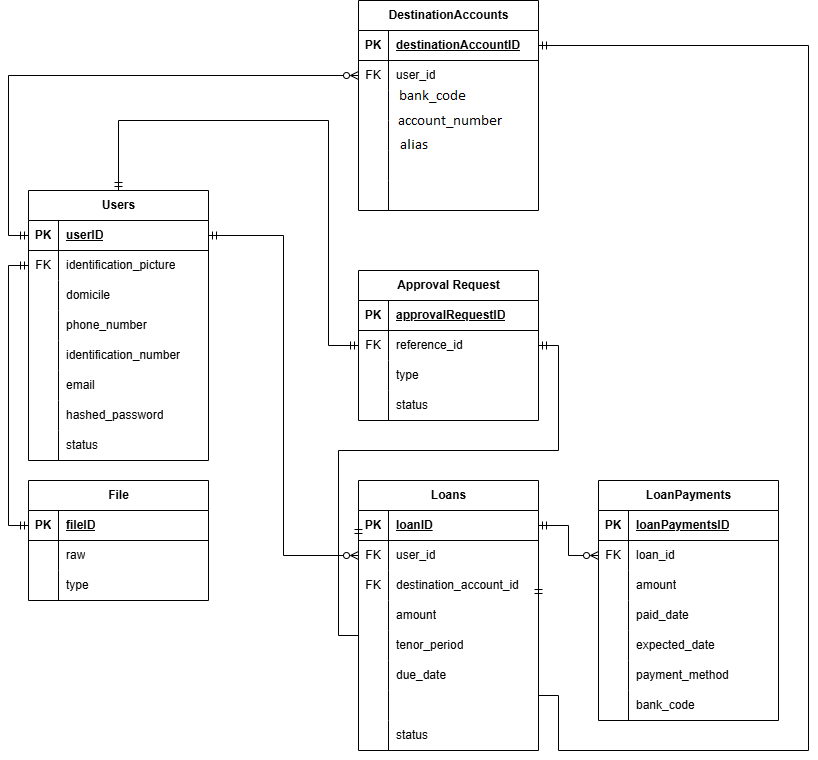 DestinationAccounts
PK destinationAccountID
FK user_id
bank_code
account_number
alias
Users
PK userID
FK identification_picture
domicile
phone_number
identification_number
email
hashed_password
status
Approval Request
PK approvalRequestID
FK reference_id
type
status
File
PK fileID
raw
type
Loans
PK loanID
FK user_id
FK destination_account_id
amount
tenor_period
due_date
status
LoanPayments
PK loanPaymentsID
FK loan_id
amount
paid_date
expected_date
payment_method
bank_code